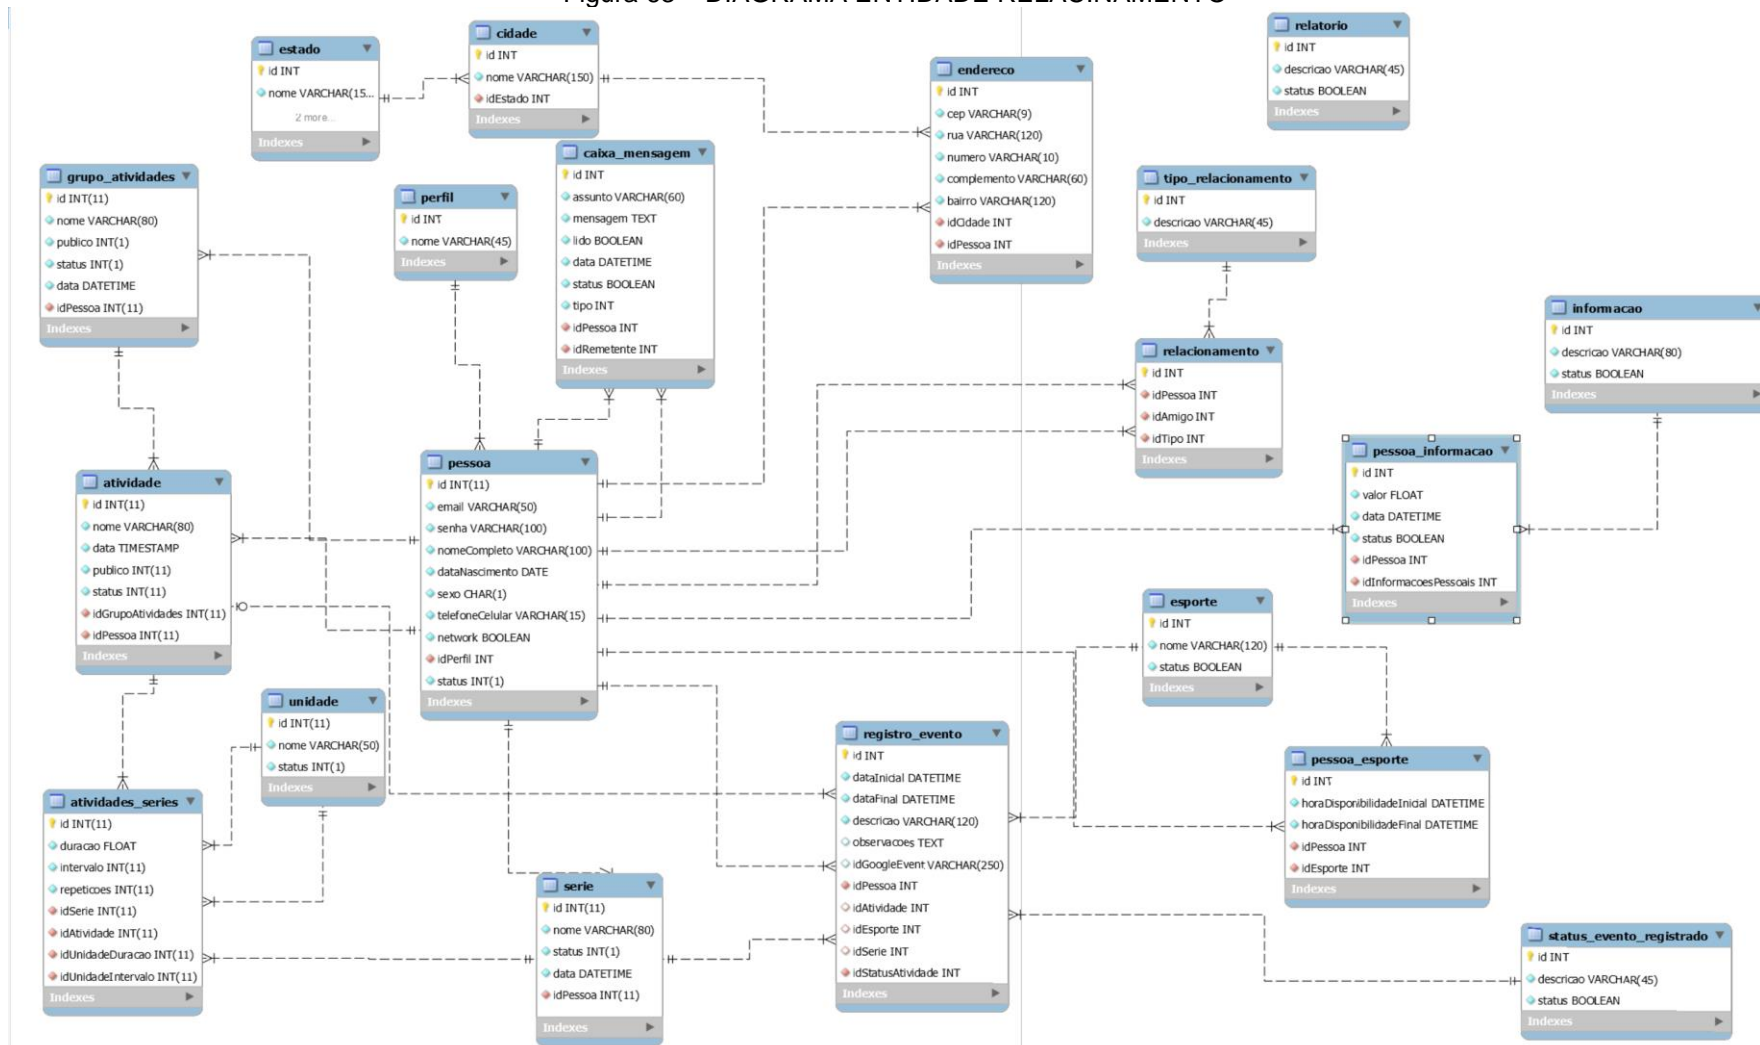 Figura 68 – DIAGRAMA ENTIDADE RELACINAMENTO
estado
id INT
nome VARCHAR(15...
2 more...
Indexes
cidade
id INT
nome VARCHAR(150)
idEstado INT
Indexes
endereco
id INT
cep VARCHAR(9)
rua VARCHAR(120)
numero VARCHAR(10)
complemento VARCHAR(60)
bairro VARCHAR(120)
idCidade INT
idPessoa INT
Indexes
relatorio
id INT
descricao VARCHAR(45)
status BOOLEAN
Indexes
grupo_atividades
id INT(11)
nome VARCHAR(80)
publico INT(1)
status INT(1)
data DATETIME
idPessoa INT(11)
Indexes
perfil
id INT
nome VARCHAR(45)
Indexes
caixa_mensagem
id INT
assunto VARCHAR(60)
mensagem TEXT
lido BOOLEAN
data DATETIME
status BOOLEAN
tipo INT
idPessoa INT
idRemetente INT
Indexes
tipo_relacionamento
id INT
descricao VARCHAR(45)
Indexes
relacionamento
id INT
idPessoa INT
idAmigo INT
idTipo INT
Indexes
informacao
id INT
descricao VARCHAR(80)
status BOOLEAN
Indexes
atividade
id INT(11)
nome VARCHAR(80)
data TIMESTAMP
publico INT(11)
status INT(11)
idGrupoAtividades INT(11)
idPessoa INT(11)
Indexes
pessoa
id INT(11)
email VARCHAR(50)
senha VARCHAR(100)
nomeCompleto VARCHAR(100)
dataNascimento DATE
sexo CHAR(1)
telefoneCelular VARCHAR(15)
network BOOLEAN
idPerfil INT
status INT(1)
Indexes
pessoa_informacao
id INT
valor FLOAT
data DATETIME
status BOOLEAN
idPessoa INT
idInformacoesPessoais INT
Indexes
esporte
id INT
nome VARCHAR(120)
status BOOLEAN
Indexes
unidade
id INT(11)
nome VARCHAR(50)
status INT(1)
Indexes
atividades_series
id INT(11)
duracao FLOAT
intervalo INT(11)
repeticoes INT(11)
idSerie INT(11)
idAtividade INT(11)
idUnidadeDuracao INT(11)
idUnidadeIntervalo INT(11)
Indexes
serie
id INT(11)
nome VARCHAR(80)
status INT(1)
data DATETIME
idPessoa INT(11)
Indexes
registro_evento
id INT
dataInicial DATETIME
dataFinal DATETIME
descricao VARCHAR(120)
observacoes TEXT
idGoogleEvent VARCHAR(250)
idPessoa INT
idAtividade INT
idEsporte INT
idSerie INT
idStatusAtividade INT
Indexes
pessoa_esporte
id INT
horaDisponibilidadeInicial DATETIME
horaDisponibilidadeFinal DATETIME
idPessoa INT
idEsporte INT
Indexes
status_evento_registrado
id INT
descricao VARCHAR(45)
status BOOLEAN
Indexes